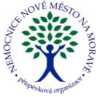 NEMOCNICE NOVÉ MĚSTO NA MORAVĚ
příspěvková organizace